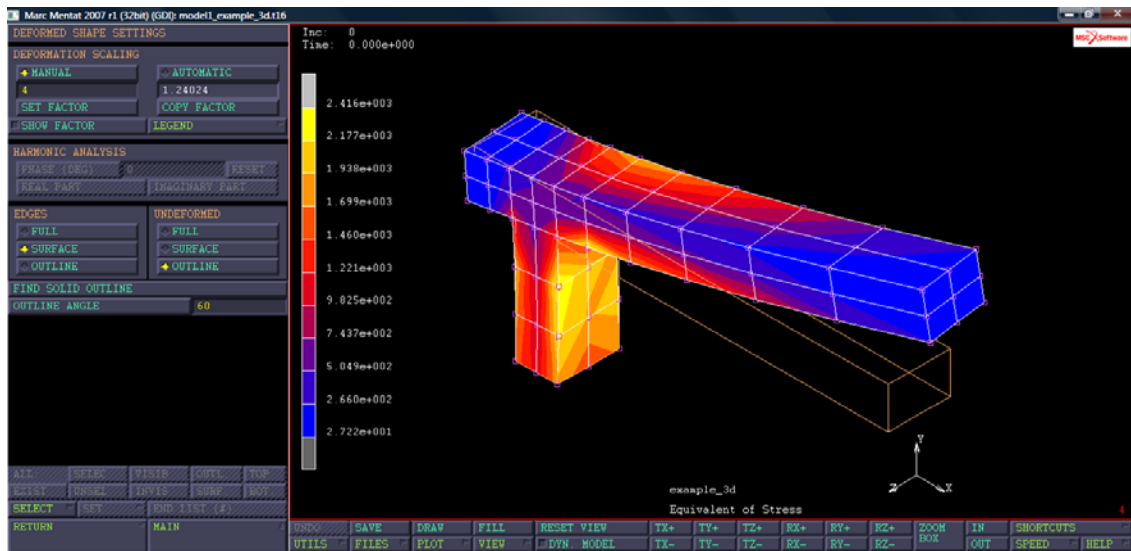 Marc Mentat 2007 r1 (32bit) (GDI): model1_example_3d.t16
DEFORMED SHAPE SETTINGS
DEFORMATION SCALING
MANUAL AUTOMATIC
4 1.24024
SET FACTOR COPY FACTOR
SHOW FACTOR LEGEND
HARMONIC ANALYSIS
PHASE (DEG) 0 RESET
REAL PART IMAGINARY PART
EDGES UNDEFORMED
FULL FULL
SURFACE SURFACE
OUTLINE OUTLINE
FIND SOLID OUTLINE
OUTLINE ANGLE 60
ALL SELEC VISIB OUTL TOP
EXIST UNSEL INVIS SURF BOT
SELECT SET END LIST (#)
RETURN MAIN
Inc: 0
Time: 0.000e+000
MSC Software
2.416e+003
2.177e+003
1.938e+003
1.699e+003
1.460e+003
1.221e+003
9.825e+002
7.437e+002
5.049e+002
2.660e+002
2.722e+001
Y
Z X
example_3d
Equivalent of Stress
4
UNDO SAVE DRAW FILL RESET VIEW TX+ TY+ TZ+ RX+ RY+ RZ+ ZOOM BOX IN SHORTCUTS
UTILS FILES PLOT VIEW DYN. MODEL TX- TY- TZ- RX- RY- RZ- OUT SPEED HELP